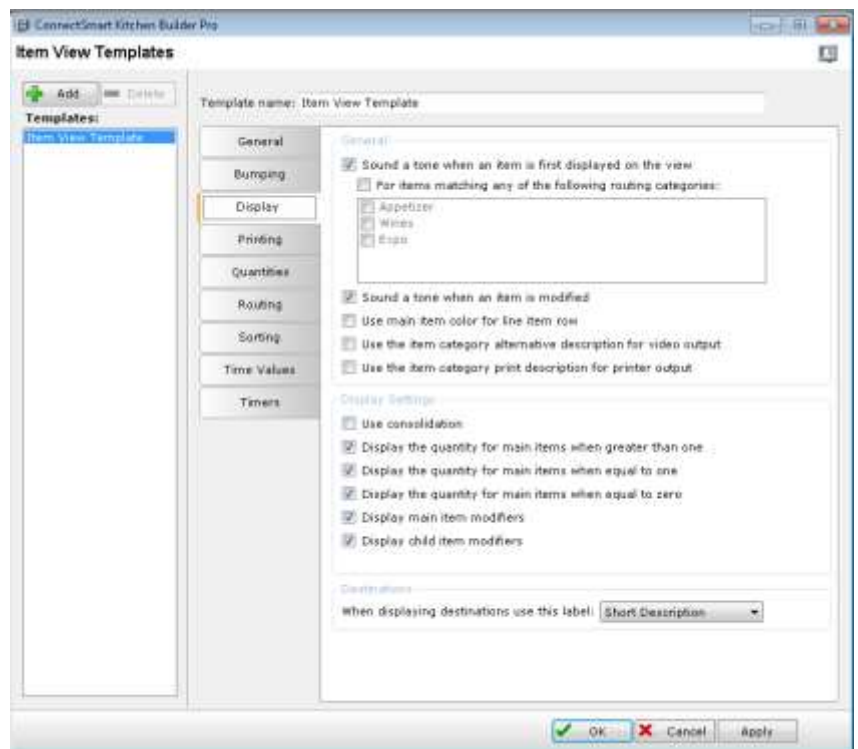 ConnectSmart Kitchen Builder Pro
Item View Templates
Add Delete
Templates:
Item View Template
Template name: Item View Template
General
Bumping
Display
Printing
Quantities
Routing
Sorting
Time Values
Timers
General
Sound a tone when an item is first displayed on the view
For items matching any of the following routing categories:
Appetizer
Wines
Expo
Sound a tone when an item is modified
Use main item color for line item row
Use the item category alternative description for video output
Use the item category print description for printer output
Display Settings
Use consolidation
Display the quantity for main items when greater than one
Display the quantity for main items when equal to one
Display the quantity for main items when equal to zero
Display main item modifiers
Display child item modifiers
Destinations
When displaying destinations use this label: Short Description
OK Cancel Apply